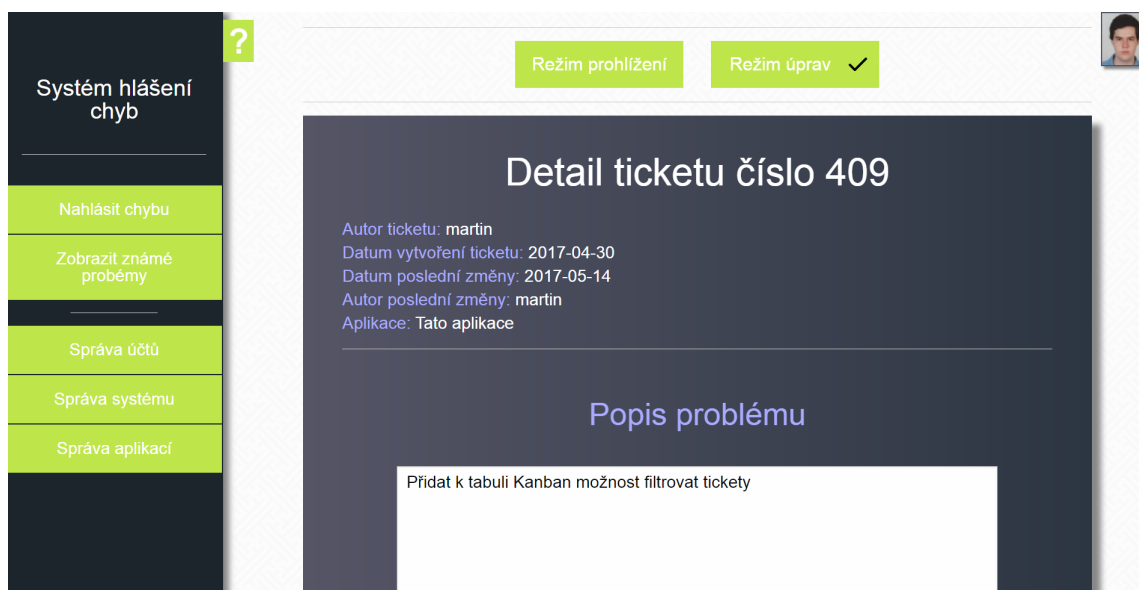 Systém hlášení
chyb
Nahlásit chybu
Zobrazit známé
probémy
Správa účtů
Správa systému
Správa aplikací
?
Režim prohlížení
Režim úprav
Detail ticketu číslo 409
Autor ticketu: martin
Datum vytvoření ticketu: 2017-04-30
Datum poslední změny: 2017-05-14
Autor poslední změny: martin
Aplikace: Tato aplikace
Popis problému
Přidat k tabuli Kanban možnost filtrovat tickety